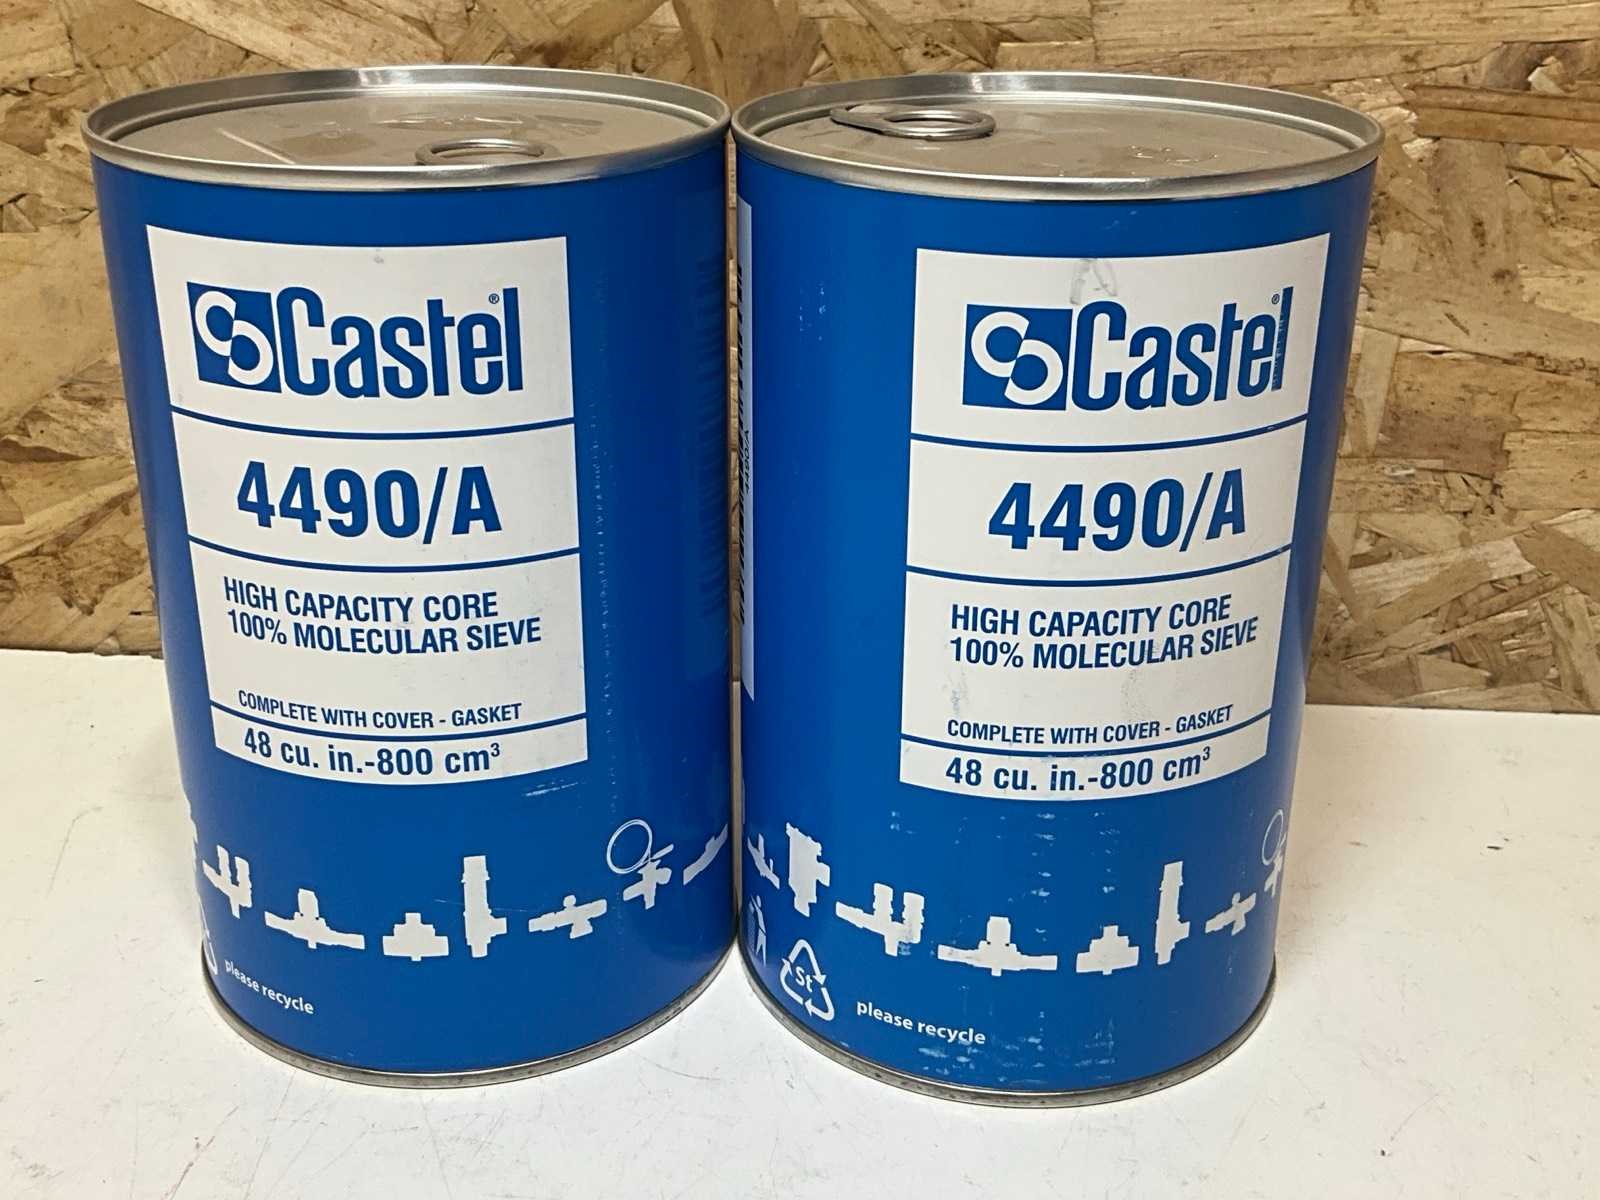 Castel®
4490/A
HIGH CAPACITY CORE
100% MOLECULAR SIEVE
COMPLETE WITH COVER - GASKET
48 cu. in.-800 cm³
please recycle
Castel®
4490/A
HIGH CAPACITY CORE
100% MOLECULAR SIEVE
COMPLETE WITH COVER - GASKET
48 cu. in.-800 cm³
4490/A
St
please recycle